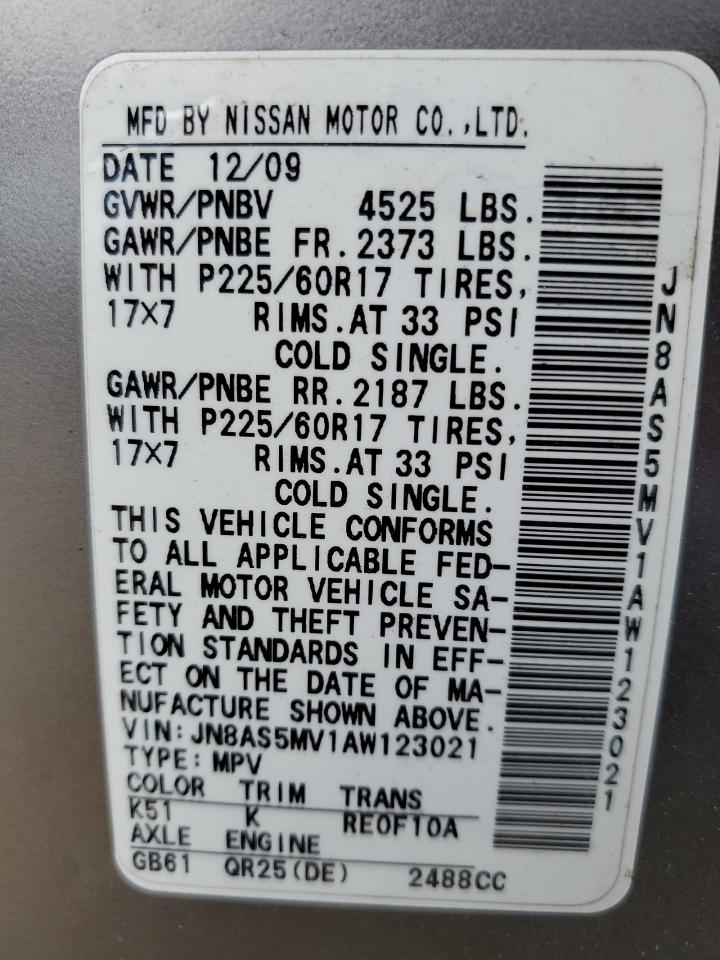 MFD BY NISSAN MOTOR CO.,LTD.
DATE 12/09
GVWR/PNBV 4525 LBS.
GAWR/PNBE FR.2373 LBS.
WITH P225/60R17 TIRES,
17×7 RIMS.AT 33 PSI
COLD SINGLE.
GAWR/PNBE RR.2187 LBS.
WITH P225/60R17 TIRES,
17×7 RIMS.AT 33 PSI
COLD SINGLE.
THIS VEHICLE CONFORMS
TO ALL APPLICABLE FED-
ERAL MOTOR VEHICLE SA-
FETY AND THEFT PREVEN-
TION STANDARDS IN EFF-
ECT ON THE DATE OF MA-
NUFACTURE SHOWN ABOVE.
VIN:JN8AS5MV1AW123021
TYPE:MPV
COLOR TRIM TRANS
K51 K RE0F10A
AXLE ENGINE
GB61 QR25(DE) 2488CC
JN8AS5MV1AW123021